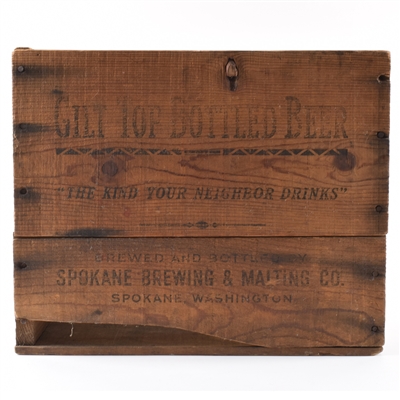 GILT TOP BOTTLED BEER
"THE KIND YOUR NEIGHBOR DRINKS"
BREWED AND BOTTLED BY
SPOKANE BREWING & MALTING CO.
SPOKANE, WASHINGTON